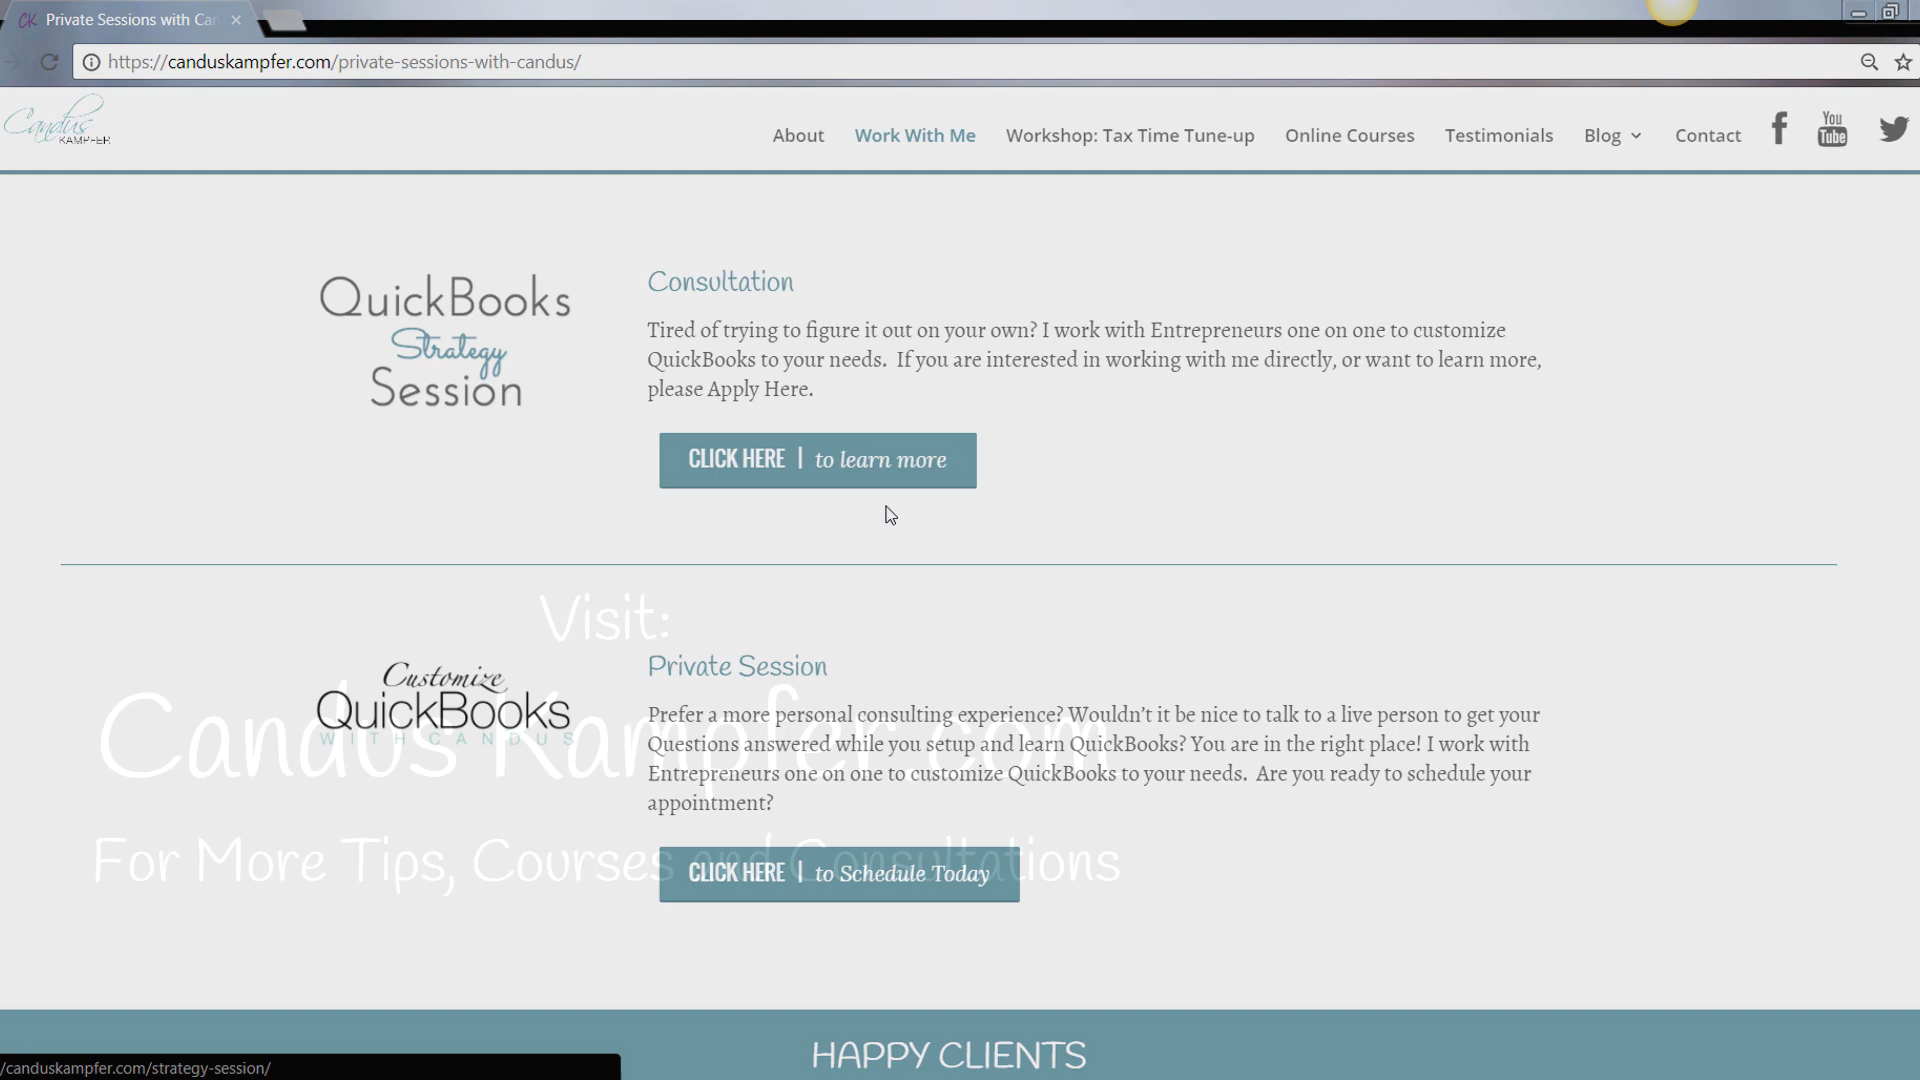 CK Private Sessions with Ca
https://canduskampfer.com/private-sessions-with-candus/
Candus
KAMPFER
About
Work With Me
Workshop: Tax Time Tune-up
Online Courses
Testimonials
Blog
Contact
You
Tube
QuickBooks
Strategy
Session
Consultation
Tired of trying to figure it out on your own? I work with Entrepreneurs one on one to customize
QuickBooks to your needs. If you are interested in working with me directly, or want to learn more,
please Apply Here.
CLICK HERE | to learn more
Visit:
Candus Kampfer.com
For More Tips, Courses and Consultations
Customize
QuickBooks
WITH CANDUS
Private Session
Prefer a more personal consulting experience? Wouldn't it be nice to talk to a live person to get your
Questions answered while you setup and learn QuickBooks? You are in the right place! I work with
Entrepreneurs one on one to customize QuickBooks to your needs. Are you ready to schedule your
appointment?
CLICK HERE | to Schedule Today
HAPPY CLIENTS
/canduskampfer.com/strategy-session/